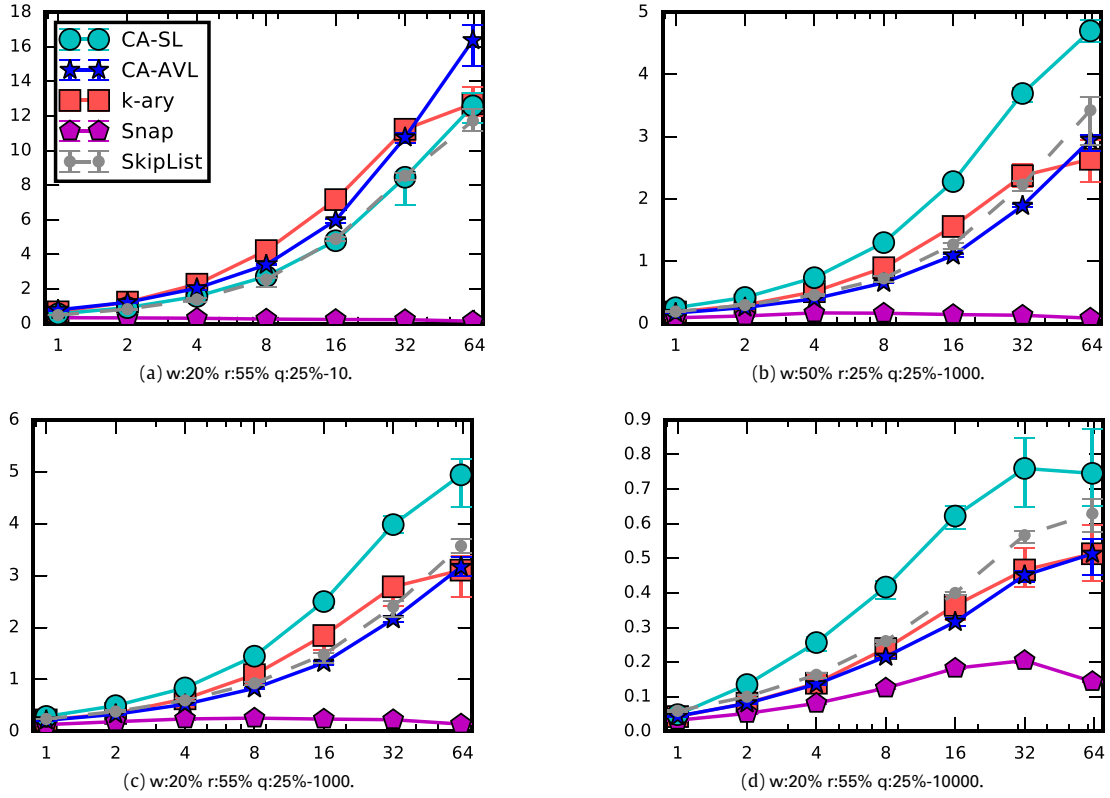 18
16
14
12
10
8
6
4
2
0
CA-SL
CA-AVL
k-ary
Snap
SkipList
1 2 4 8 16 32 64
(a) w:20% r:55% q:25%-10.
5
4
3
2
1
0
1 2 4 8 16 32 64
(b) w:50% r:25% q:25%-1000.
6
5
4
3
2
1
0
1 2 4 8 16 32 64
(c) w:20% r:55% q:25%-1000.
0.9
0.8
0.7
0.6
0.5
0.4
0.3
0.2
0.1
0.0
1 2 4 8 16 32 64
(d) w:20% r:55% q:25%-10000.